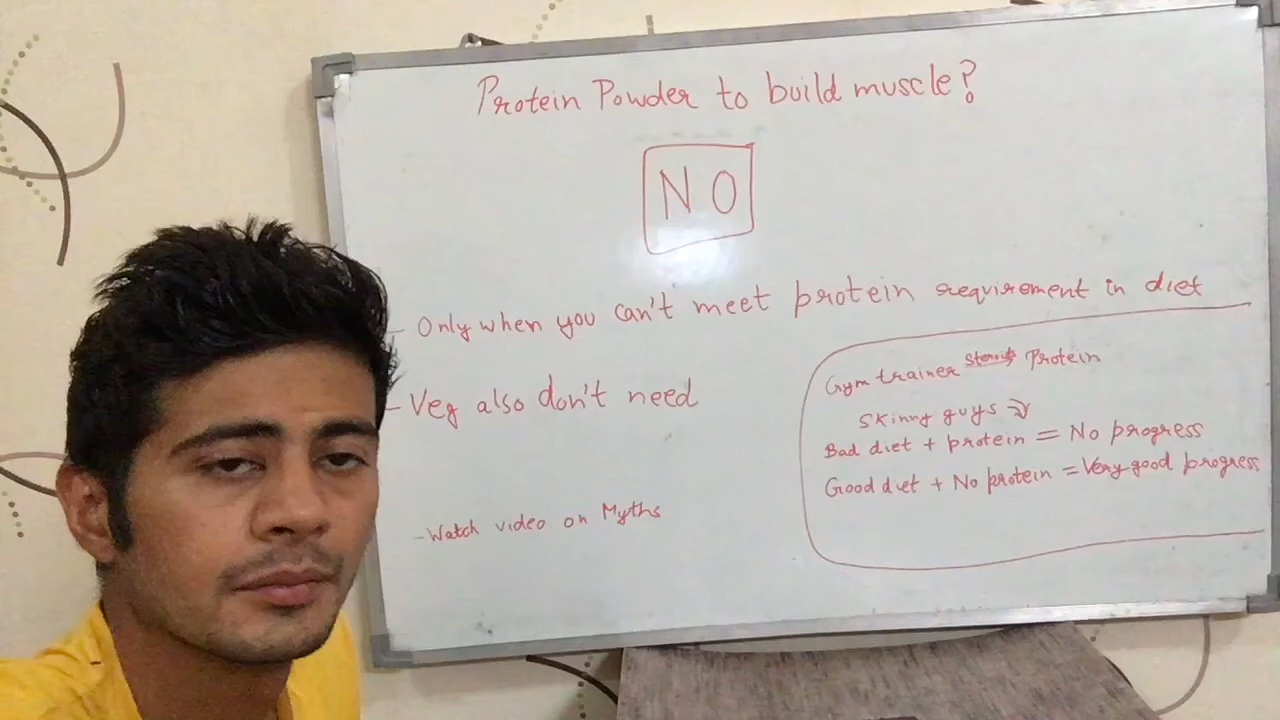 Protein Powder to build muscle?
NO
- Only when you can't meet protein requirement in diet
- Veg also don't need
- Watch video on Myths
Gym trainer Protein
Skinny guys
Bad diet + protein = No progress
Good diet + No protein = Very good progress